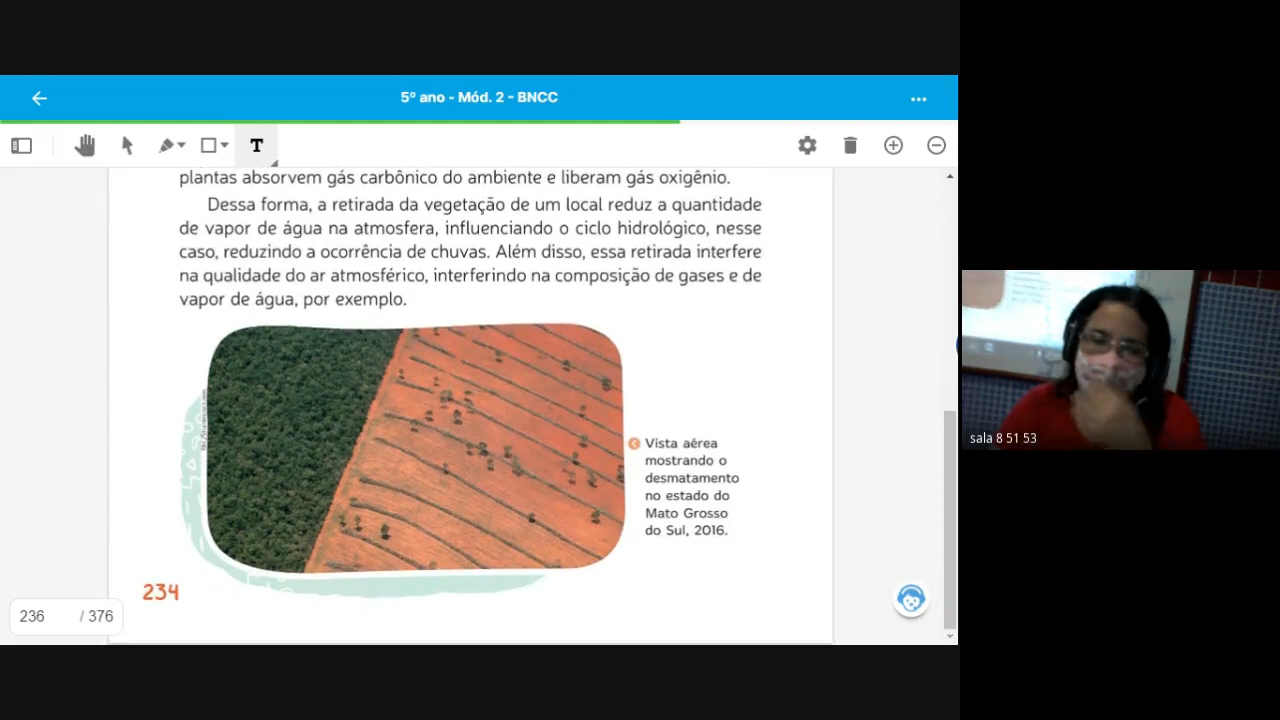 5º ano - Mód. 2 - BNCC
T
plantas absorvem gás carbônico do ambiente e liberam gás oxigênio.
Dessa forma, a retirada da vegetação de um local reduz a quantidade
de vapor de água na atmosfera, influenciando o ciclo hidrológico, nesse
caso, reduzindo a ocorrência de chuvas. Além disso, essa retirada interfere
na qualidade do ar atmosférico, interferindo na composição de gases e de
vapor de água, por exemplo.
Vista aérea
mostrando o
desmatamento
no estado do
Mato Grosso
do Sul, 2016.
234
236 / 376
sala 8 51 53